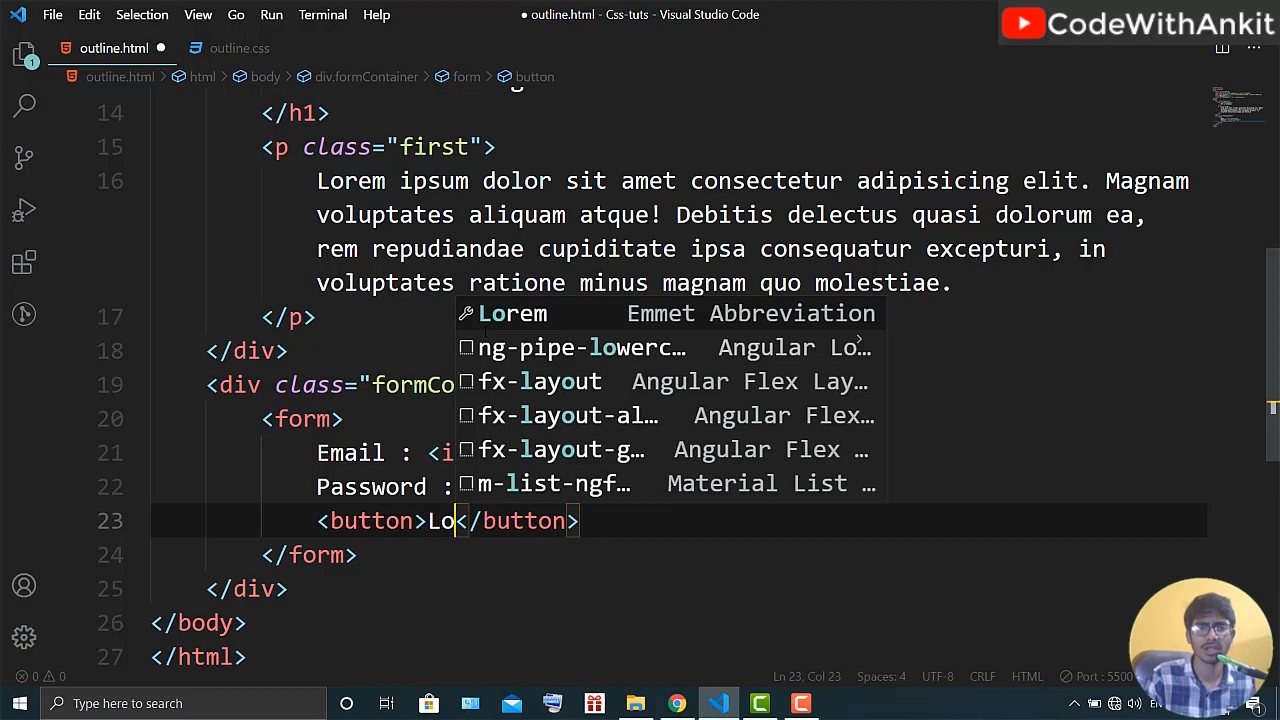 File Edit Selection View Go Run Terminal Help
● outline.html - Css-tuts - Visual Studio Code
CodeWithAnkit
outline.html ●
outline.css
outline.html > html > body > div.formContainer > form > button
14 </h1>
15 <p class="first">
16 Lorem ipsum dolor sit amet consectetur adipisicing elit. Magnam
voluptates aliquam atque! Debitis delectus quasi dolorum ea,
rem repudiandae cupiditate ipsa consequatur excepturi, in
voluptates ratione minus magnam quo molestiae.
17 </p>
Lorem Emmet Abbreviation
ng-pipe-lowerc… Angular Lo…
18 </div>
fx-layout Angular Flex Lay…
19 <div class="formCo
fx-layout-al… Angular Flex…
20 <form>
fx-layout-g… Angular Flex …
21 Email : <i
m-list-ngf… Material List …
22 Password :
23 <button>Lo</button>
24 </form>
25 </div>
26 </body>
27 </html>
1
0 0
Ln 23, Col 23 Spaces: 4 UTF-8 CRLF HTML Port : 5500
Type here to search
1